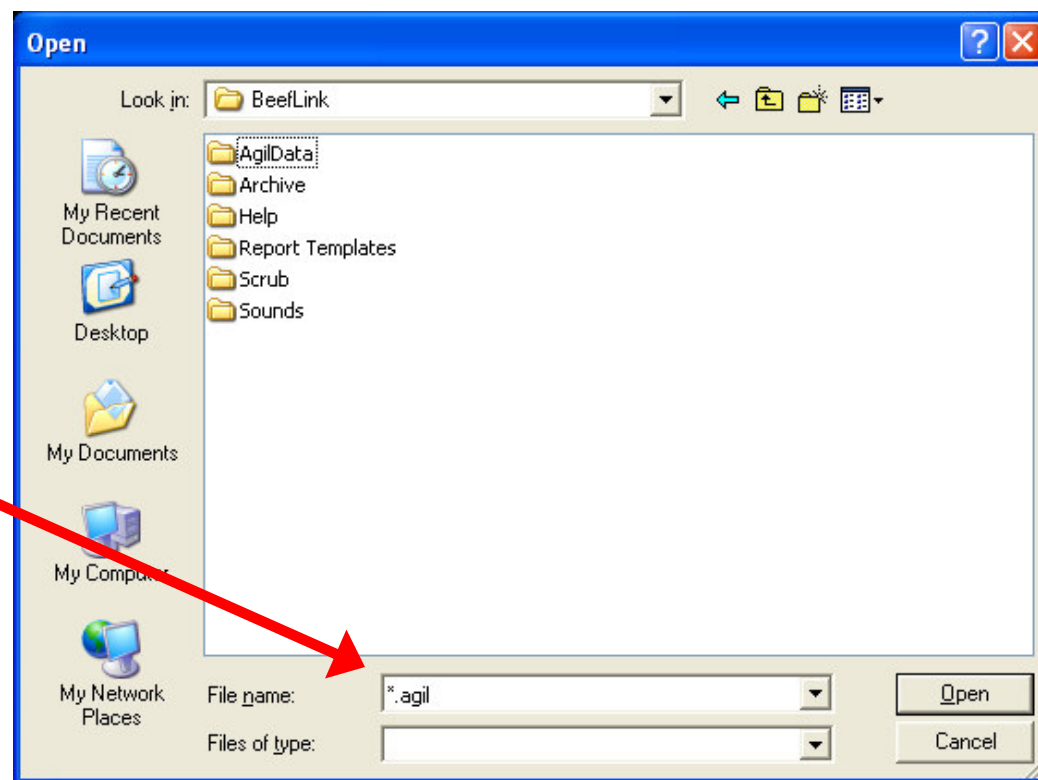 Open
Look in: BeefLink
AgilData
Archive
Help
Report Templates
Scrub
Sounds
My Recent
Documents
Desktop
My Documents
My Computer
My Network
Places
File name: *.agil
Open
Files of type:
Cancel